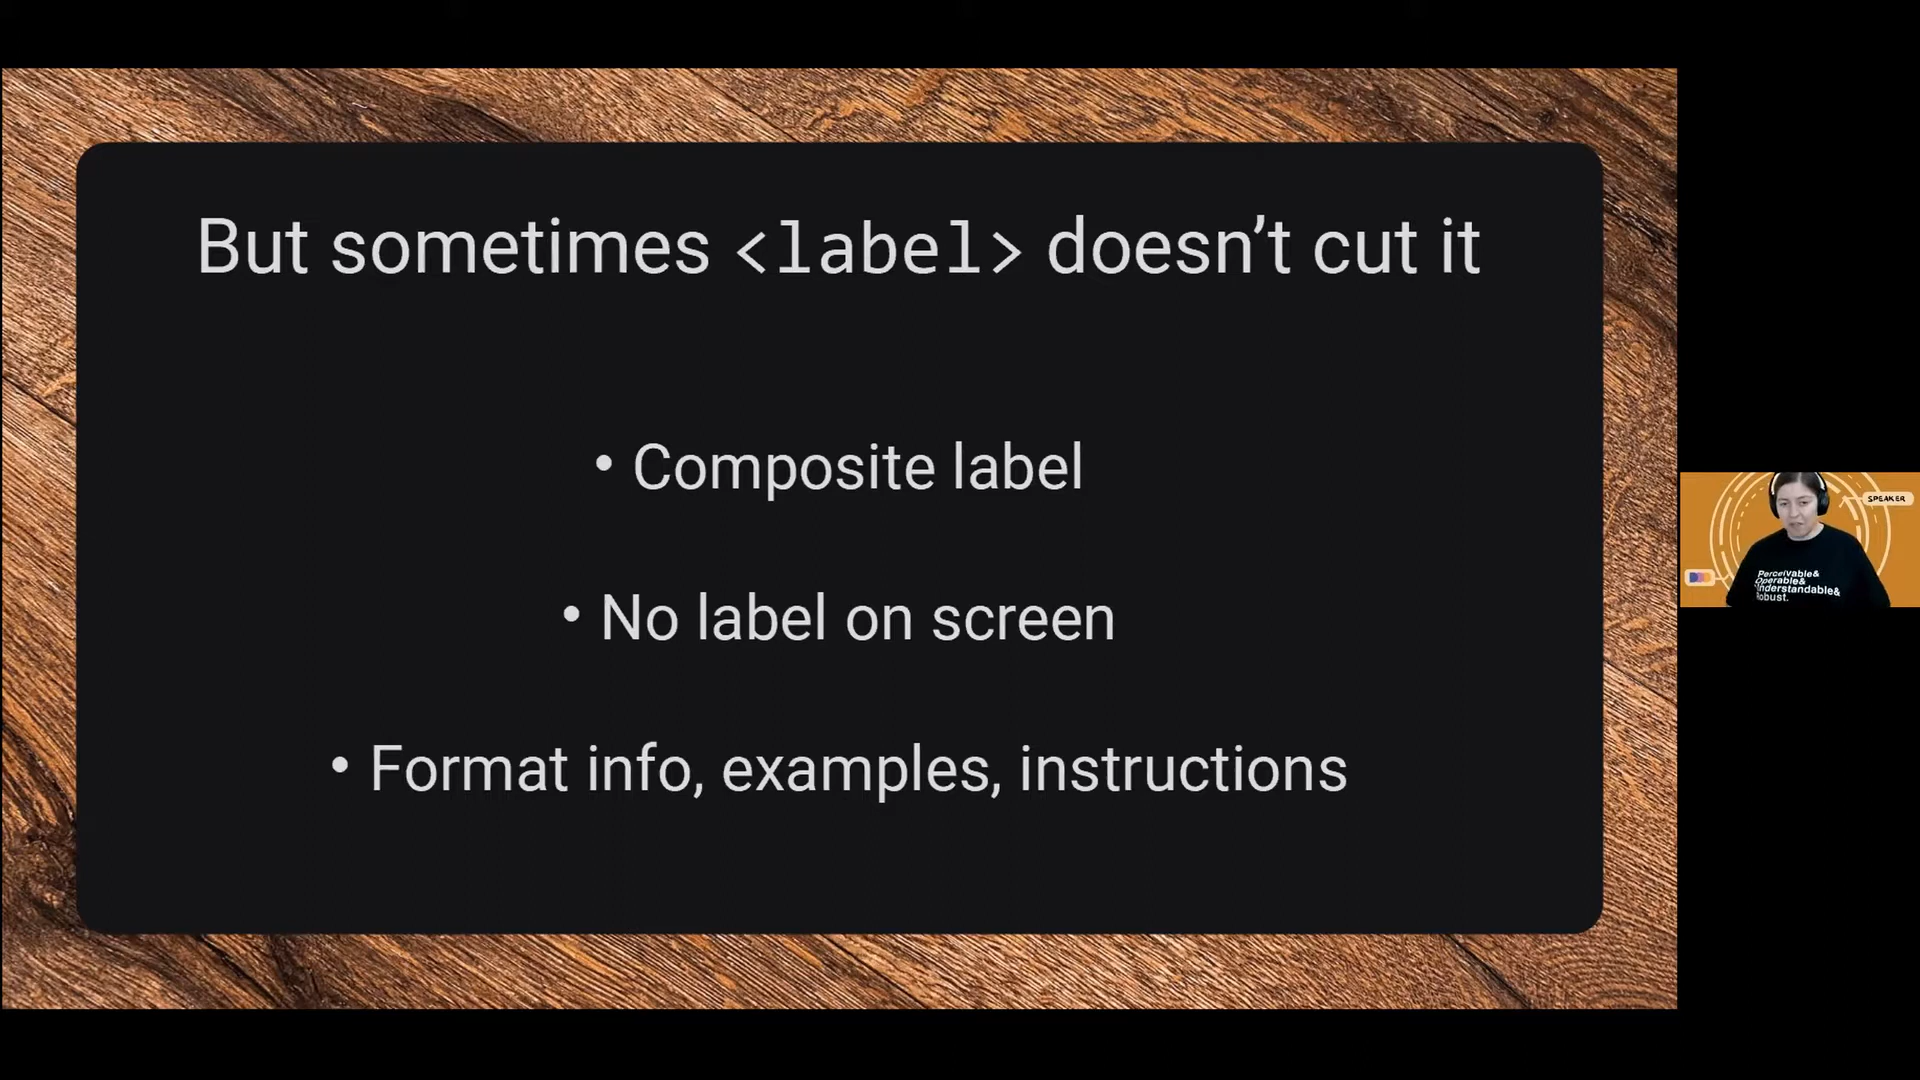 But sometimes <label> doesn’t cut it
• Composite label
• No label on screen
• Format info, examples, instructions
SPEAKER
Perceivable&
Operable&
Understandable&
Robust.